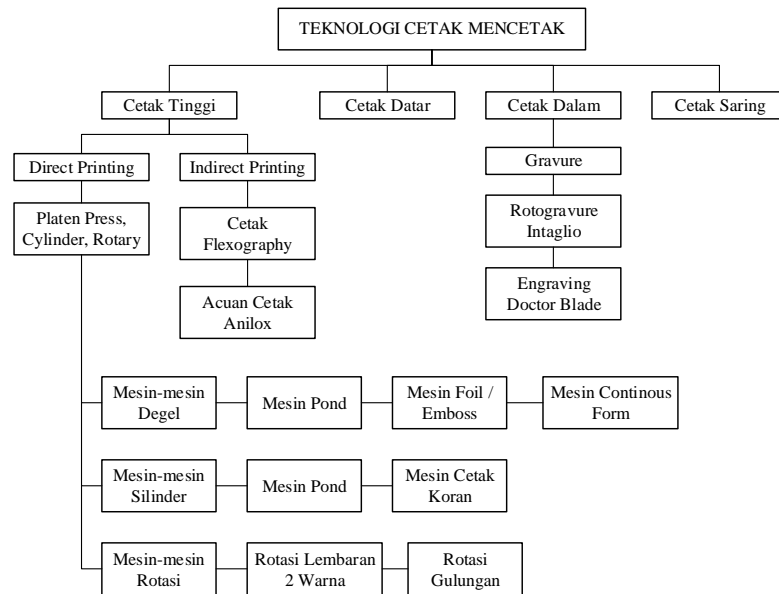 TEKNOLOGI CETAK MENCETAK
Cetak Tinggi
Cetak Datar
Cetak Dalam
Cetak Saring
Direct Printing
Indirect Printing
Gravure
Platen Press,
Cylinder, Rotary
Cetak
Flexography
Rotogravure
Intaglio
Acuan Cetak
Anilox
Engraving
Doctor Blade
Mesin-mesin
Degel
Mesin Pond
Mesin Foil /
Emboss
Mesin Continous
Form
Mesin-mesin
Silinder
Mesin Pond
Mesin Cetak
Koran
Mesin-mesin
Rotasi
Rotasi Lembaran
2 Warna
Rotasi
Gulungan